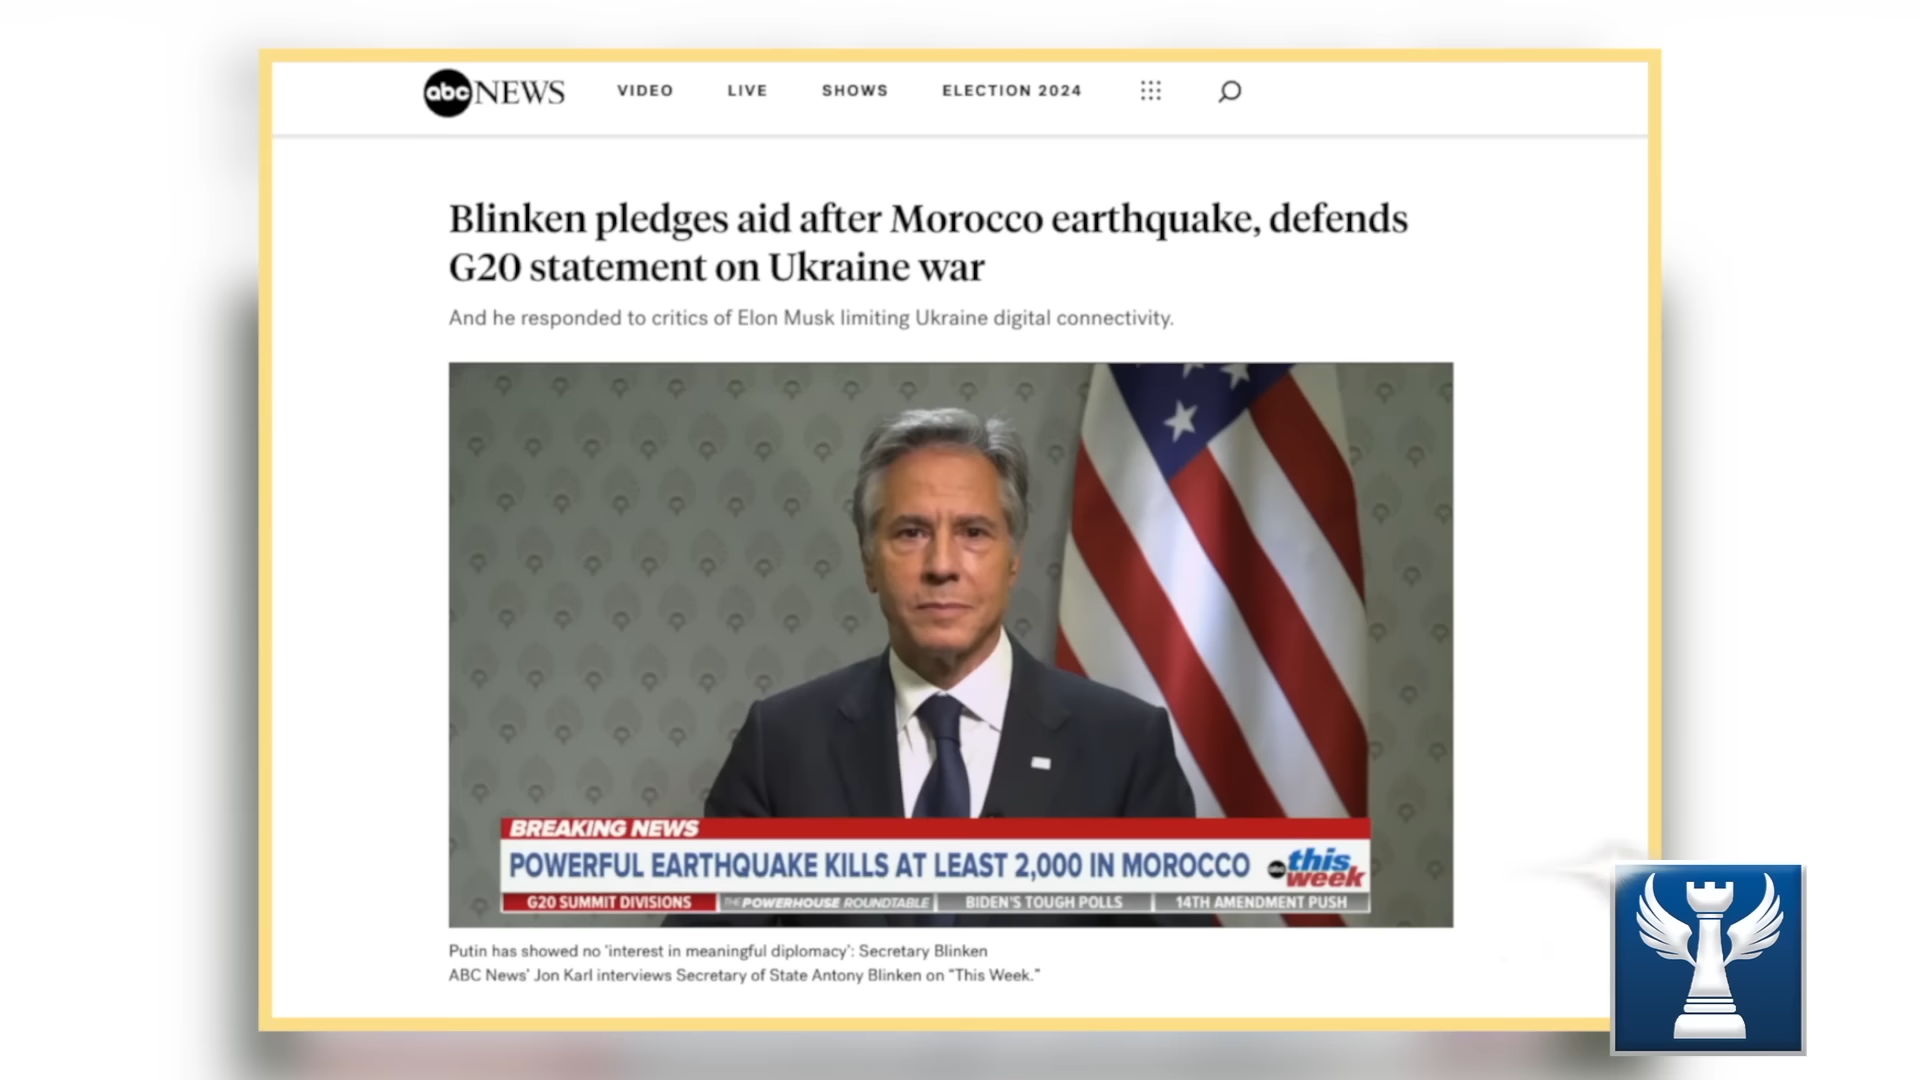 abc NEWS VIDEO LIVE SHOWS ELECTION 2024
Blinken pledges aid after Morocco earthquake, defends
G20 statement on Ukraine war
And he responded to critics of Elon Musk limiting Ukraine digital connectivity.
BREAKING NEWS
POWERFUL EARTHQUAKE KILLS AT LEAST 2,000 IN MOROCCO abc this week
G20 SUMMIT DIVISIONS THE POWERHOUSE ROUNDTABLE BIDEN'S TOUGH POLLS 14TH AMENDMENT PUSH
Putin has showed no 'interest in meaningful diplomacy': Secretary Blinken
ABC News' Jon Karl interviews Secretary of State Antony Blinken on "This Week."